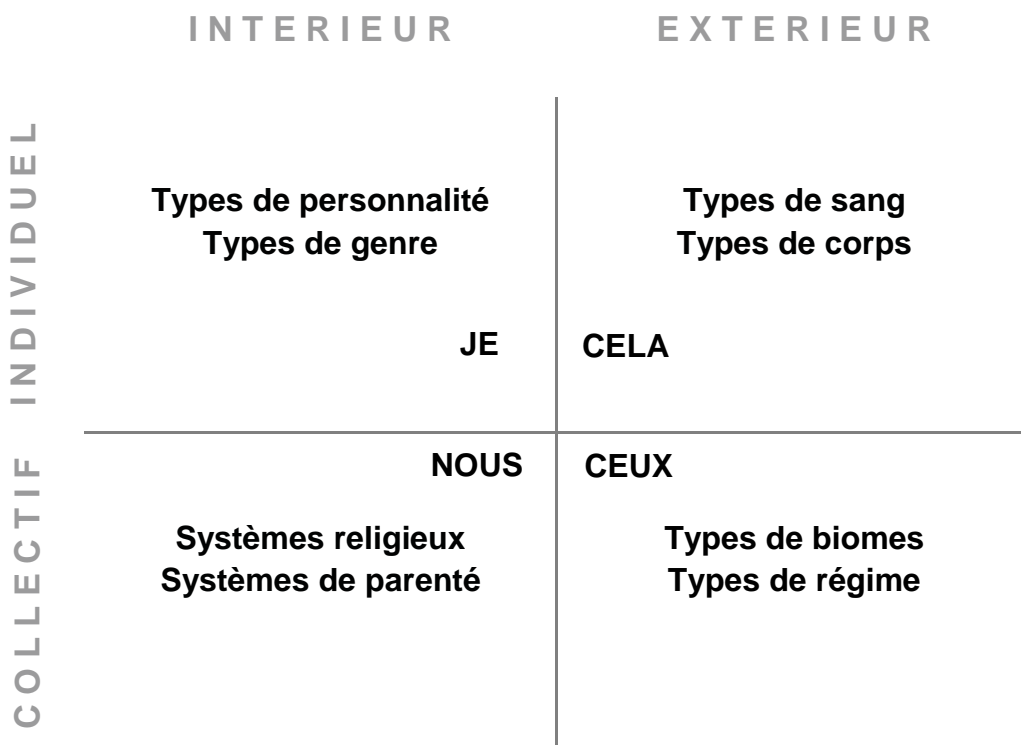 INTERIEUR EXTERIEUR
INDIVIDUEL
Types de personnalité
Types de genre
Types de sang
Types de corps
JE
CELA
COLLECTIF
NOUS
CEUX
Systèmes religieux
Systèmes de parenté
Types de biomes
Types de régime